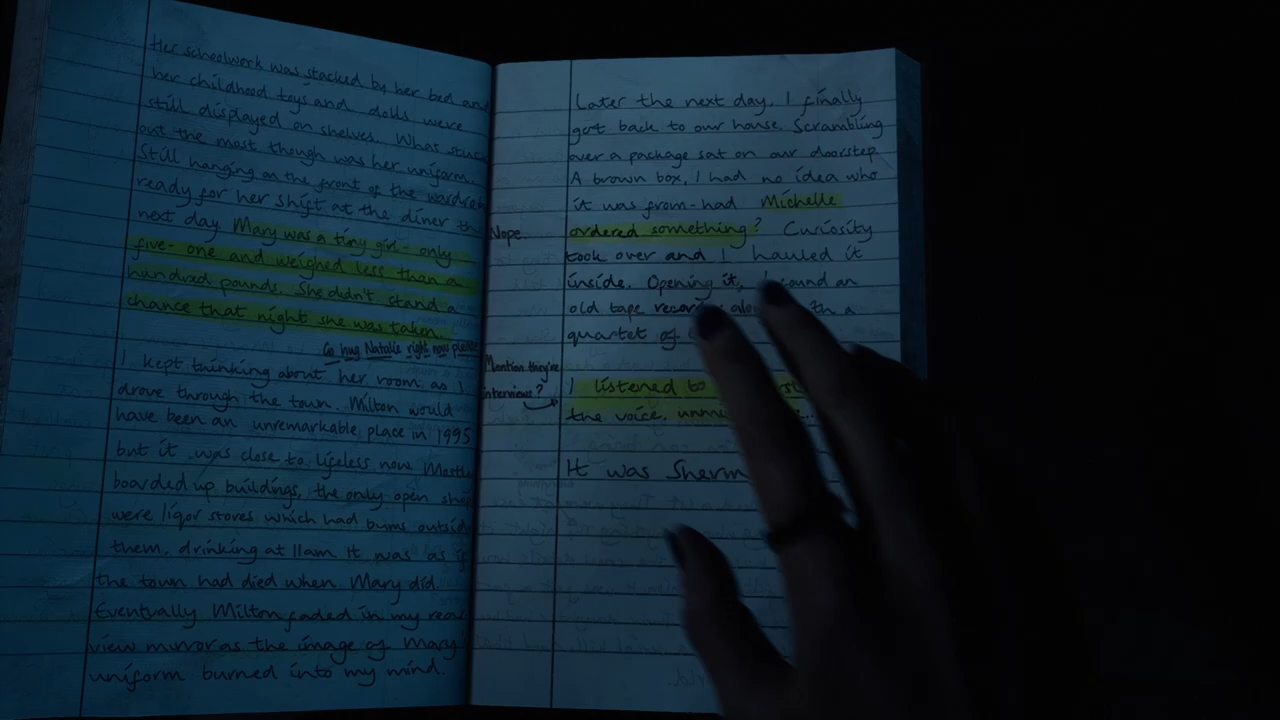 Her schoolwork was stacked by her bed and
her childhood toys and dolls were
still displayed on shelves. What stuck
out the most though was her uniform.
Still hanging on the front of the wardrobe
ready for her shift at the diner the
next day. Mary was a tiny girl - only
five-one and weighed less than a
hundred pounds. She didn't stand a
chance that night she was taken.
Go hug Natalie right now please
I kept thinking about her room as I
drove through the town. Milton would
have been an unremarkable place in 1995
but it was close to lifeless now. Mostly
boarded up buildings, the only open shops
were liqor stores which had bums outside
them, drinking at 11am. It was as if
the town had died when Mary did.
Eventually Milton faded in my rear
view mirror as the image of Mary
uniform burned into my mind.
Later the next day, I finally
got back to our house. Scrambling
over a package sat on our doorstep
A brown box, I had no idea who
it was from - had Michelle
Nope.. ordered something? Curiosity
took over and I hauled it
inside. Opening it, I found an
old tape
quartet of
Mention they're
interviews?
I listened to
the voice,
It was